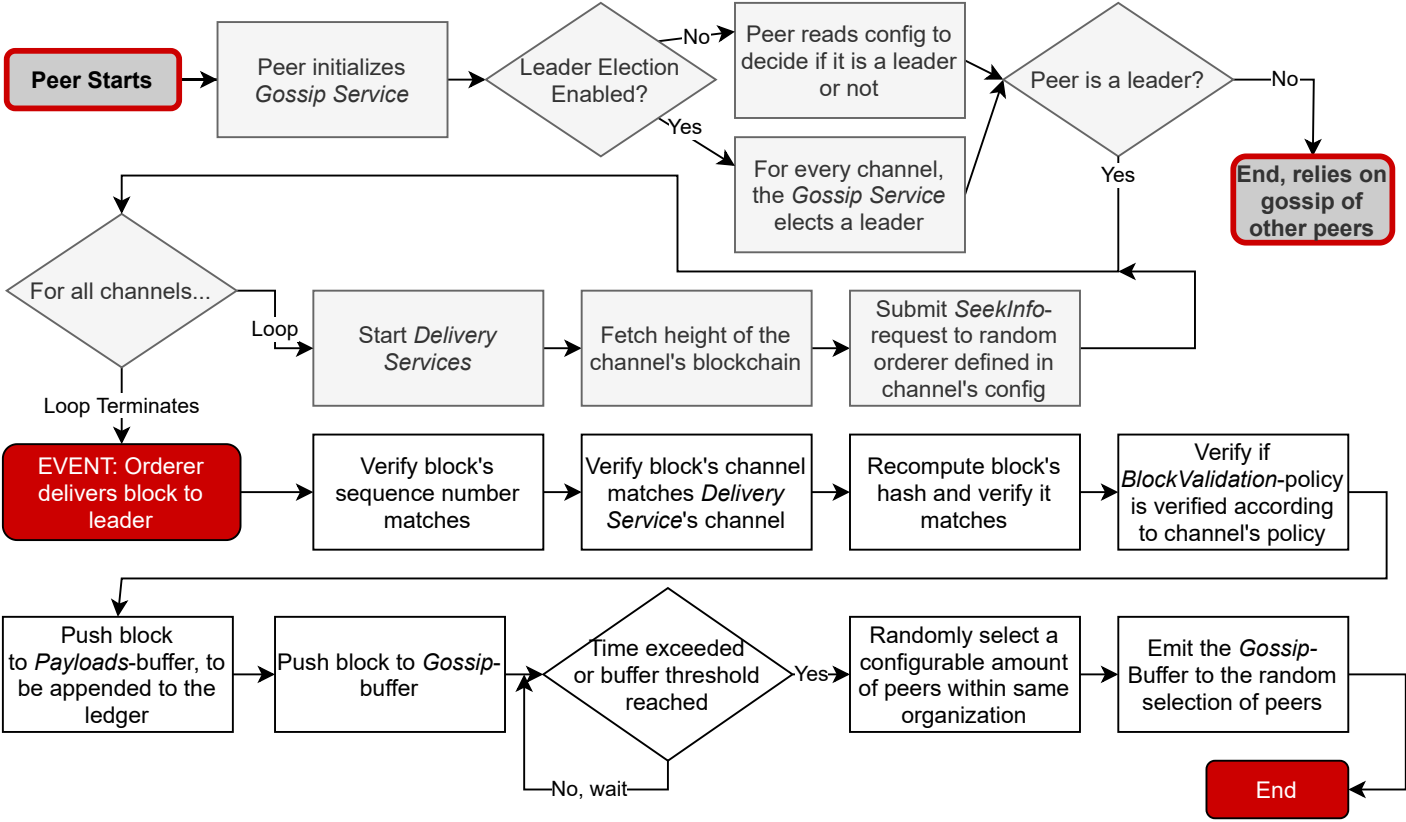 Peer Starts
Peer initializes
Gossip Service
Leader Election
Enabled?
No
Yes
Peer reads config to
decide if it is a leader
or not
For every channel,
the Gossip Service
elects a leader
Peer is a leader?
No
Yes
End, relies on
gossip of
other peers
For all channels...
Loop
Loop Terminates
Start Delivery
Services
Fetch height of the
channel's blockchain
Submit SeekInfo-
request to random
orderer defined in
channel's config
EVENT: Orderer
delivers block to
leader
Verify block's
sequence number
matches
Verify block's channel
matches Delivery
Service's channel
Recompute block's
hash and verify it
matches
Verify if
BlockValidation-policy
is verified according
to channel's policy
Push block
to Payloads-buffer, to
be appended to the
ledger
Push block to Gossip-
buffer
Time exceeded
or buffer threshold
reached
No, wait
Yes
Randomly select a
configurable amount
of peers within same
organization
Emit the Gossip-
Buffer to the random
selection of peers
End